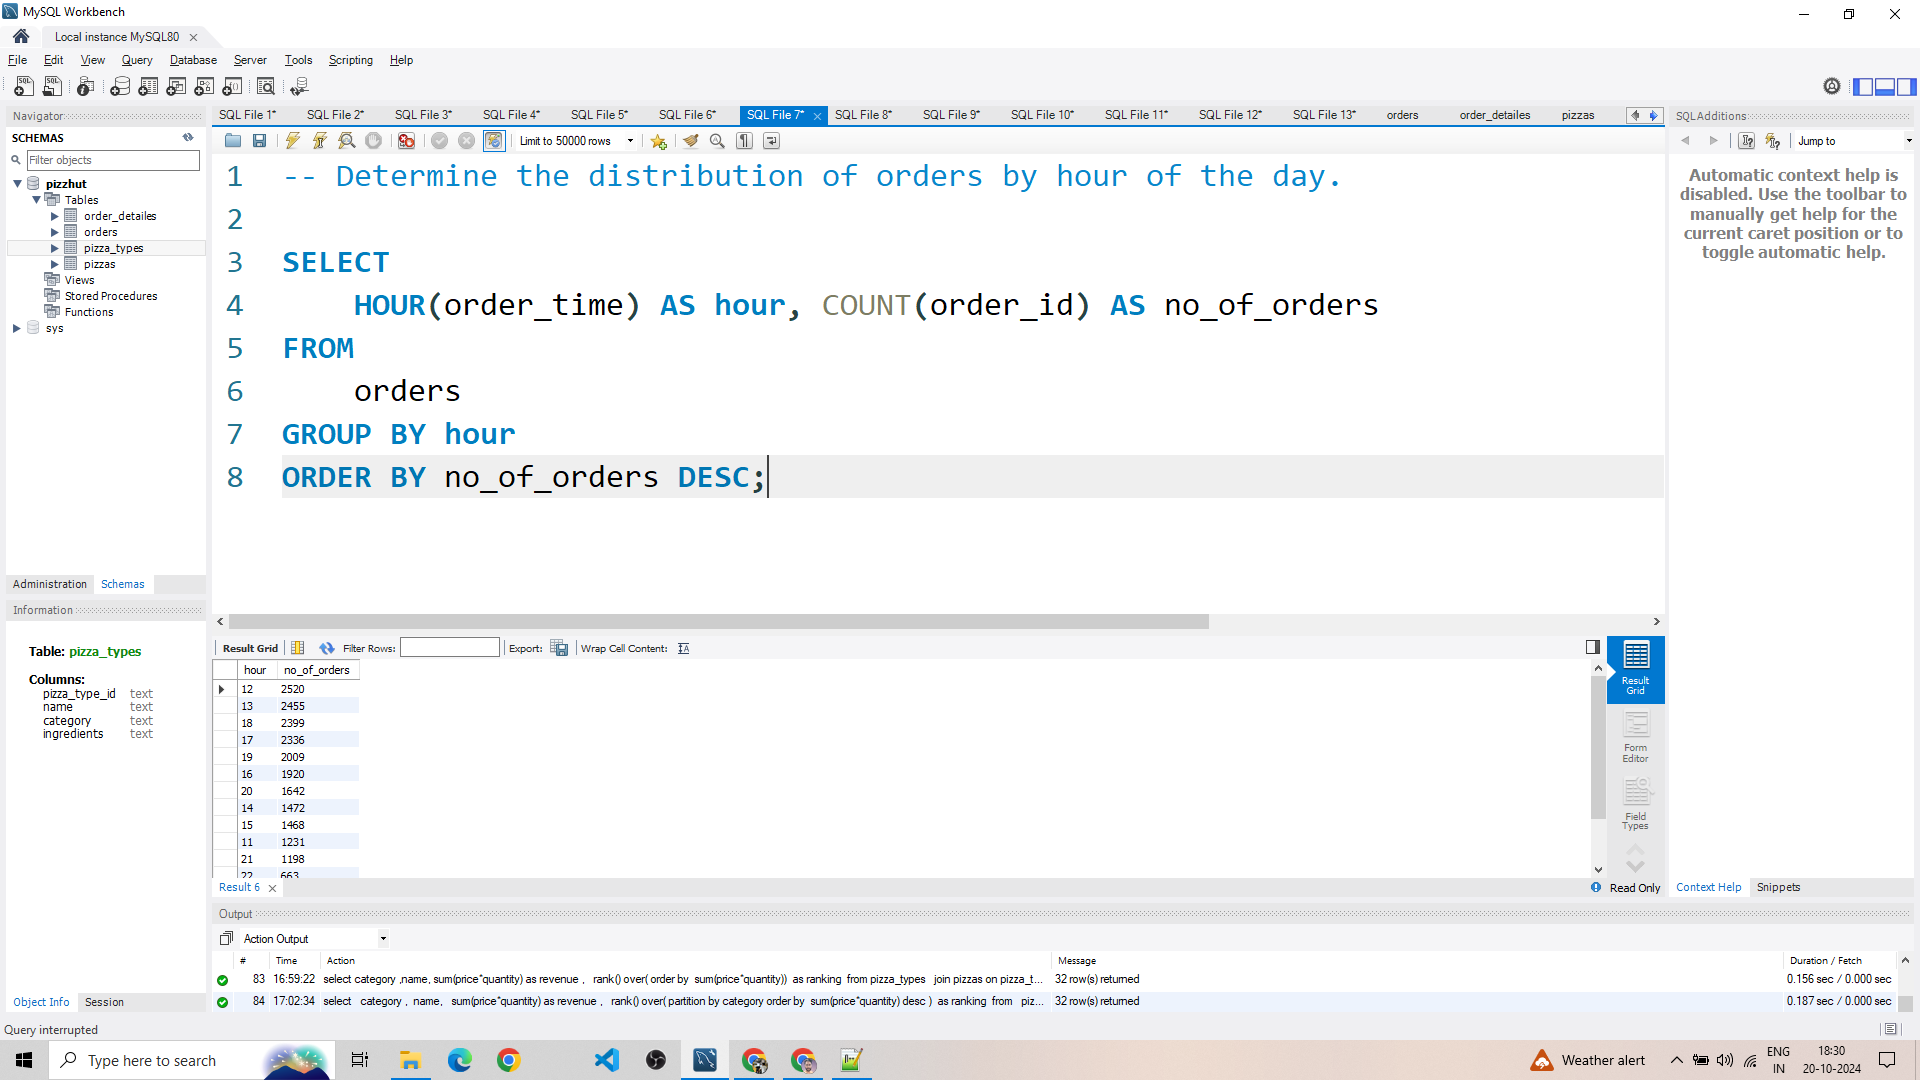 MySQL Workbench
Local instance MySQL80
File Edit View Query Database Server Tools Scripting Help
Navigator
SCHEMAS
Filter objects
pizzhut
Tables
order_detailes
orders
pizza_types
pizzas
Views
Stored Procedures
Functions
sys
Administration Schemas
Information
Table: pizza_types
Columns:
pizza_type_id text
name text
category text
ingredients text
Object Info Session
SQL File 1* SQL File 2* SQL File 3* SQL File 4* SQL File 5* SQL File 6* SQL File 7* SQL File 8* SQL File 9* SQL File 10* SQL File 11* SQL File 12* SQL File 13* orders order_detailes pizzas
Limit to 50000 rows
1 -- Determine the distribution of orders by hour of the day.
2
3 SELECT
4 HOUR(order_time) AS hour, COUNT(order_id) AS no_of_orders
5 FROM
6 orders
7 GROUP BY hour
8 ORDER BY no_of_orders DESC;
Result Grid Filter Rows: Export: Wrap Cell Content:
hour no_of_orders
12 2520
13 2455
18 2399
17 2336
19 2009
16 1920
20 1642
14 1472
15 1468
11 1231
21 1198
22 663
Result Grid
Form Editor
Field Types
Result 6
Read Only
Output
Action Output
# Time Action Message Duration / Fetch
83 16:59:22 select category ,name, sum(price*quantity) as revenue , rank() over( order by sum(price*quantity)) as ranking from pizza_types join pizzas on pizza_t... 32 row(s) returned 0.156 sec / 0.000 sec
84 17:02:34 select category , name, sum(price*quantity) as revenue , rank() over( partition by category order by sum(price*quantity) desc ) as ranking from piz... 32 row(s) returned 0.187 sec / 0.000 sec
SQLAdditions
Jump to
Automatic context help is
disabled. Use the toolbar to
manually get help for the
current caret position or to
toggle automatic help.
Context Help Snippets
Query interrupted
Type here to search
Weather alert
ENG
IN
18:30
20-10-2024